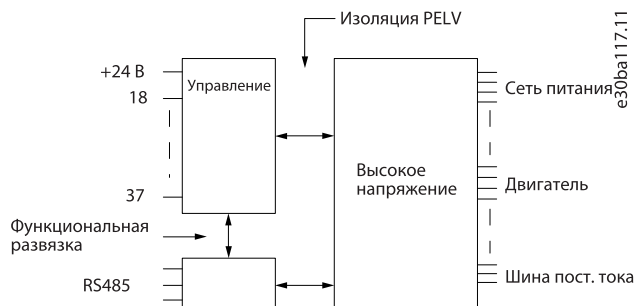 Изоляция PELV
e30ba117.11
+24 В
Управление
18
Сеть питания
Высокое
напряжение
37
Двигатель
Функциональная
развязка
RS485
Шина пост. тока